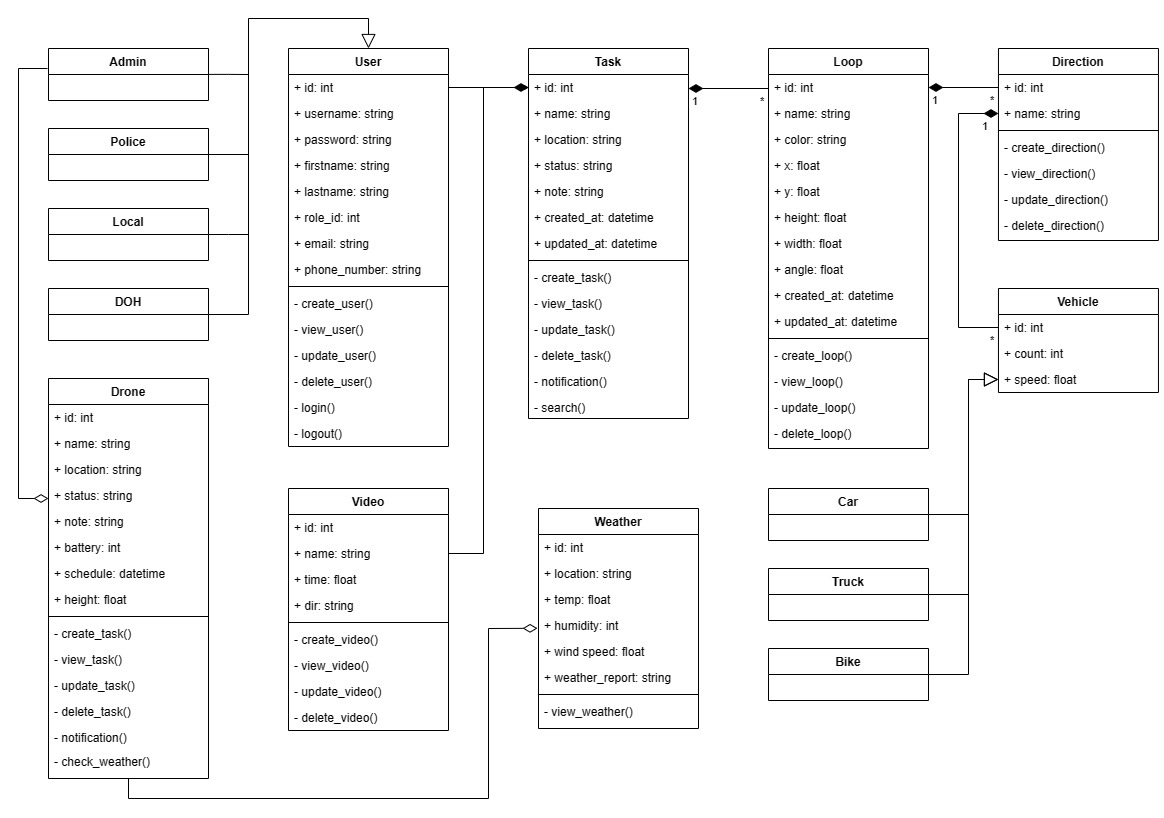 Admin
Police
Local
DOH
Drone
+ id: int
+ name: string
+ location: string
+ status: string
+ note: string
+ battery: int
+ schedule: datetime
+ height: float
- create_task()
- view_task()
- update_task()
- delete_task()
- notification()
- check_weather()
User
+ id: int
+ username: string
+ password: string
+ firstname: string
+ lastname: string
+ role_id: int
+ email: string
+ phone_number: string
- create_user()
- view_user()
- update_user()
- delete_user()
- login()
- logout()
Video
+ id: int
+ name: string
+ time: float
+ dir: string
- create_video()
- view_video()
- update_video()
- delete_video()
Task
+ id: int
+ name: string
+ location: string
+ status: string
+ note: string
+ created_at: datetime
+ updated_at: datetime
- create_task()
- view_task()
- update_task()
- delete_task()
- notification()
- search()
1
*
Weather
+ id: int
+ location: string
+ temp: float
+ humidity: int
+ wind speed: float
+ weather_report: string
- view_weather()
Loop
+ id: int
+ name: string
+ color: string
+ x: float
+ y: float
+ height: float
+ width: float
+ angle: float
+ created_at: datetime
+ updated_at: datetime
- create_loop()
- view_loop()
- update_loop()
- delete_loop()
1
*
Car
Truck
Bike
Direction
+ id: int
+ name: string
- create_direction()
- view_direction()
- update_direction()
- delete_direction()
1
*
Vehicle
+ id: int
+ count: int
+ speed: float